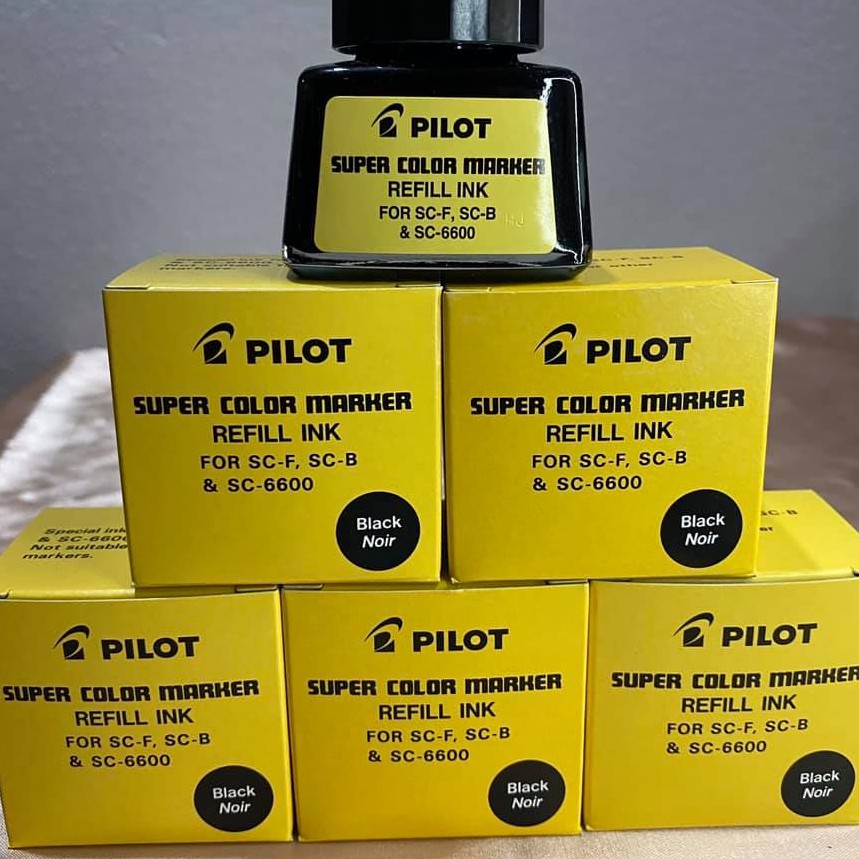 PILOT
SUPER COLOR MARKER
REFILL INK
FOR SC-F, SC-B
& SC-6600
PILOT
SUPER COLOR MARKER
REFILL INK
FOR SC-F, SC-B
& SC-6600
Black
Noir
PILOT
SUPER COLOR MARKER
REFILL INK
FOR SC-F, SC-B
& SC-6600
Black
Noir
Special ink
& SC-6600
Not suitable
markers.
PILOT
SUPER COLOR MARKER
REFILL INK
FOR SC-F, SC-B
& SC-6600
Black
Noir
PILOT
SUPER COLOR MARKER
REFILL INK
FOR SC-F, SC-B
& SC-6600
Black
Noir
PILOT
SUPER COLOR MARKER
REFILL INK
FOR SC-F, SC-B
& SC-6600
Black
Noir